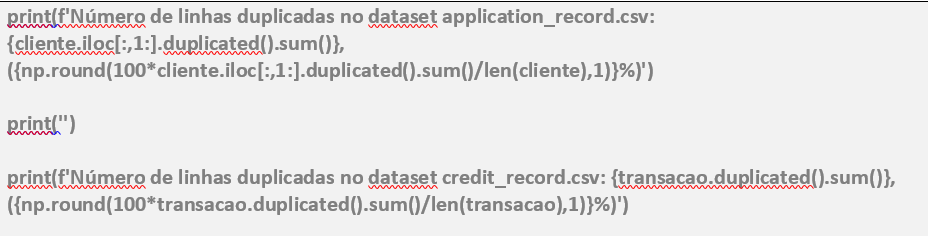 print(f'Número de linhas duplicadas no dataset application_record.csv:
{cliente.iloc[:,1:].duplicated().sum()},
({np.round(100*cliente.iloc[:,1:].duplicated().sum()/len(cliente),1)}%)')
print('')
print(f'Número de linhas duplicadas no dataset credit_record.csv: {transacao.duplicated().sum()},
({np.round(100*transacao.duplicated().sum()/len(transacao),1)}%)')